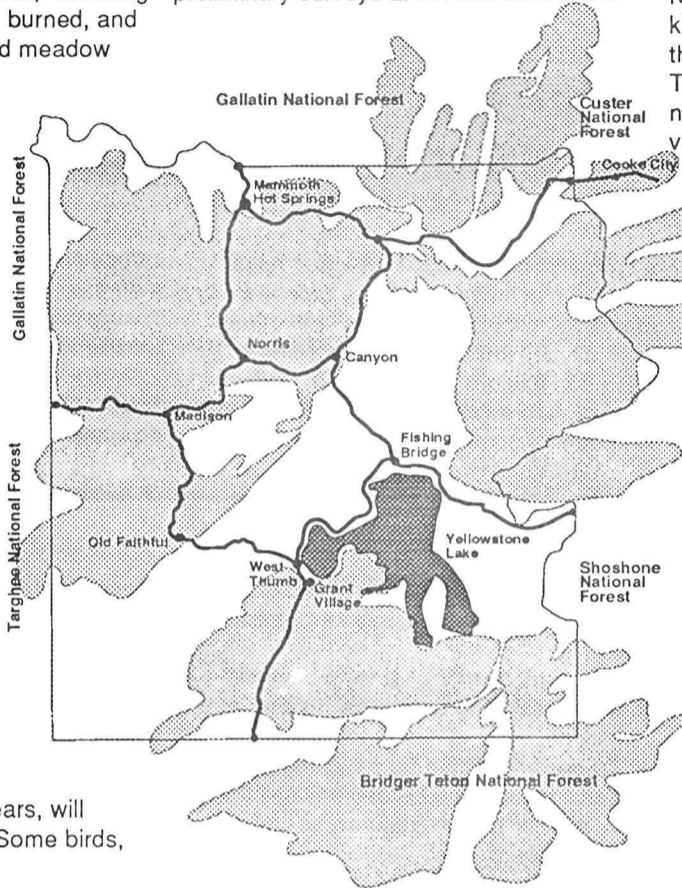 preliminary surveys
burned, and
d meadow
Gallatin National Forest
Custer
National
Forest
Cooke City
Mammoth
Hot Springs
Gallatin National Forest
Norris
Canyon
Madison
Fishing
Bridge
Targhee National Forest
Old Faithful
Yellowstone
Lake
West
Thumb
Grant
Village
Shoshone
National
Forest
Bridger Teton National Forest
ears, will
Some birds,